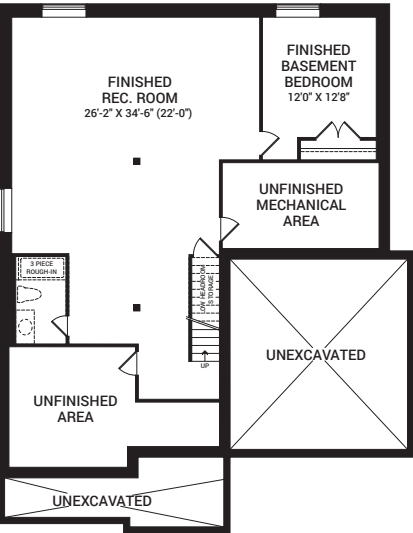 FINISHED
BASEMENT
BEDROOM
12'0" X 12'8"
FINISHED
REC. ROOM
26'-2" X 34'-6" (22'-0")
UNFINISHED
MECHANICAL
AREA
3 PIECE
ROUGH-IN
LOW HEADROOM
STORAGE
UP
UNEXCAVATED
UNFINISHED
AREA
UNEXCAVATED